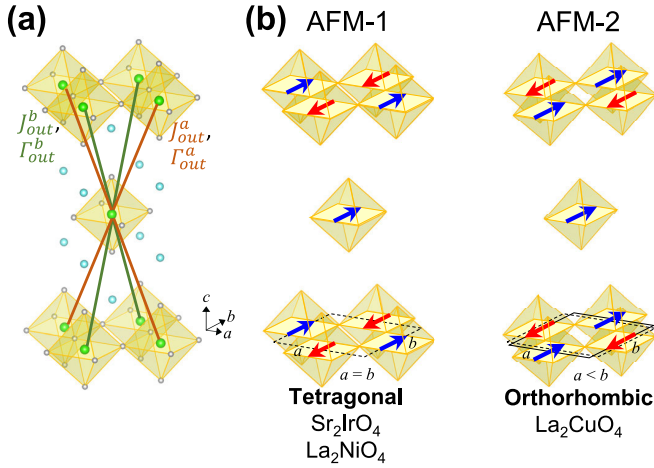 (a)
J^b_out,
Γ^b_out
J^a_out,
Γ^a_out
c
b
a
(b)
AFM-1
a
b
a = b
Tetragonal
Sr₂IrO₄
La₂NiO₄
AFM-2
a
b
a < b
Orthorhombic
La₂CuO₄